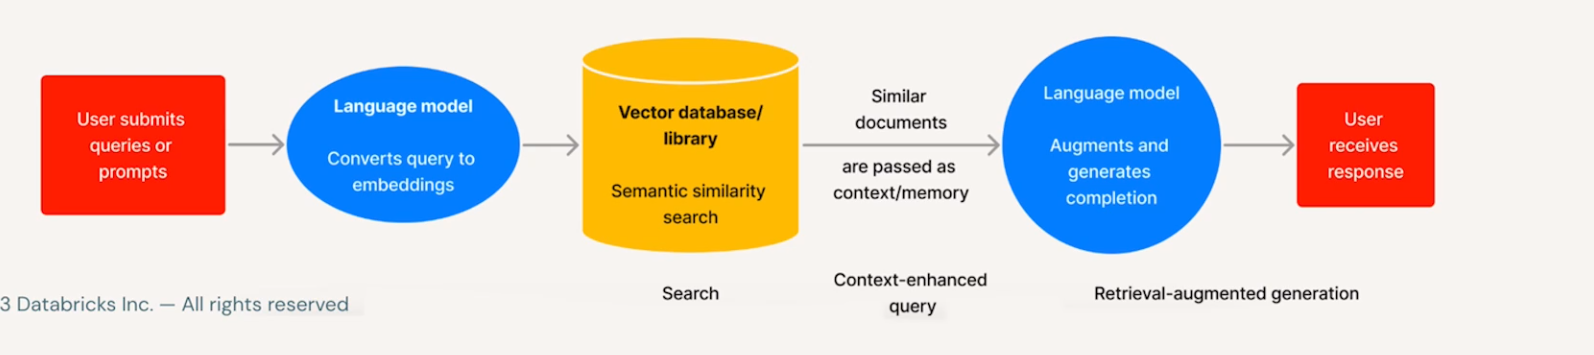 User submits
queries or
prompts
Language model
Converts query to
embeddings
Vector database/
library
Semantic similarity
search
Similar
documents
are passed as
context/memory
Language model
Augments and
generates
completion
User
receives
response
Search
Context-enhanced
query
Retrieval-augmented generation
3 Databricks Inc. — All rights reserved